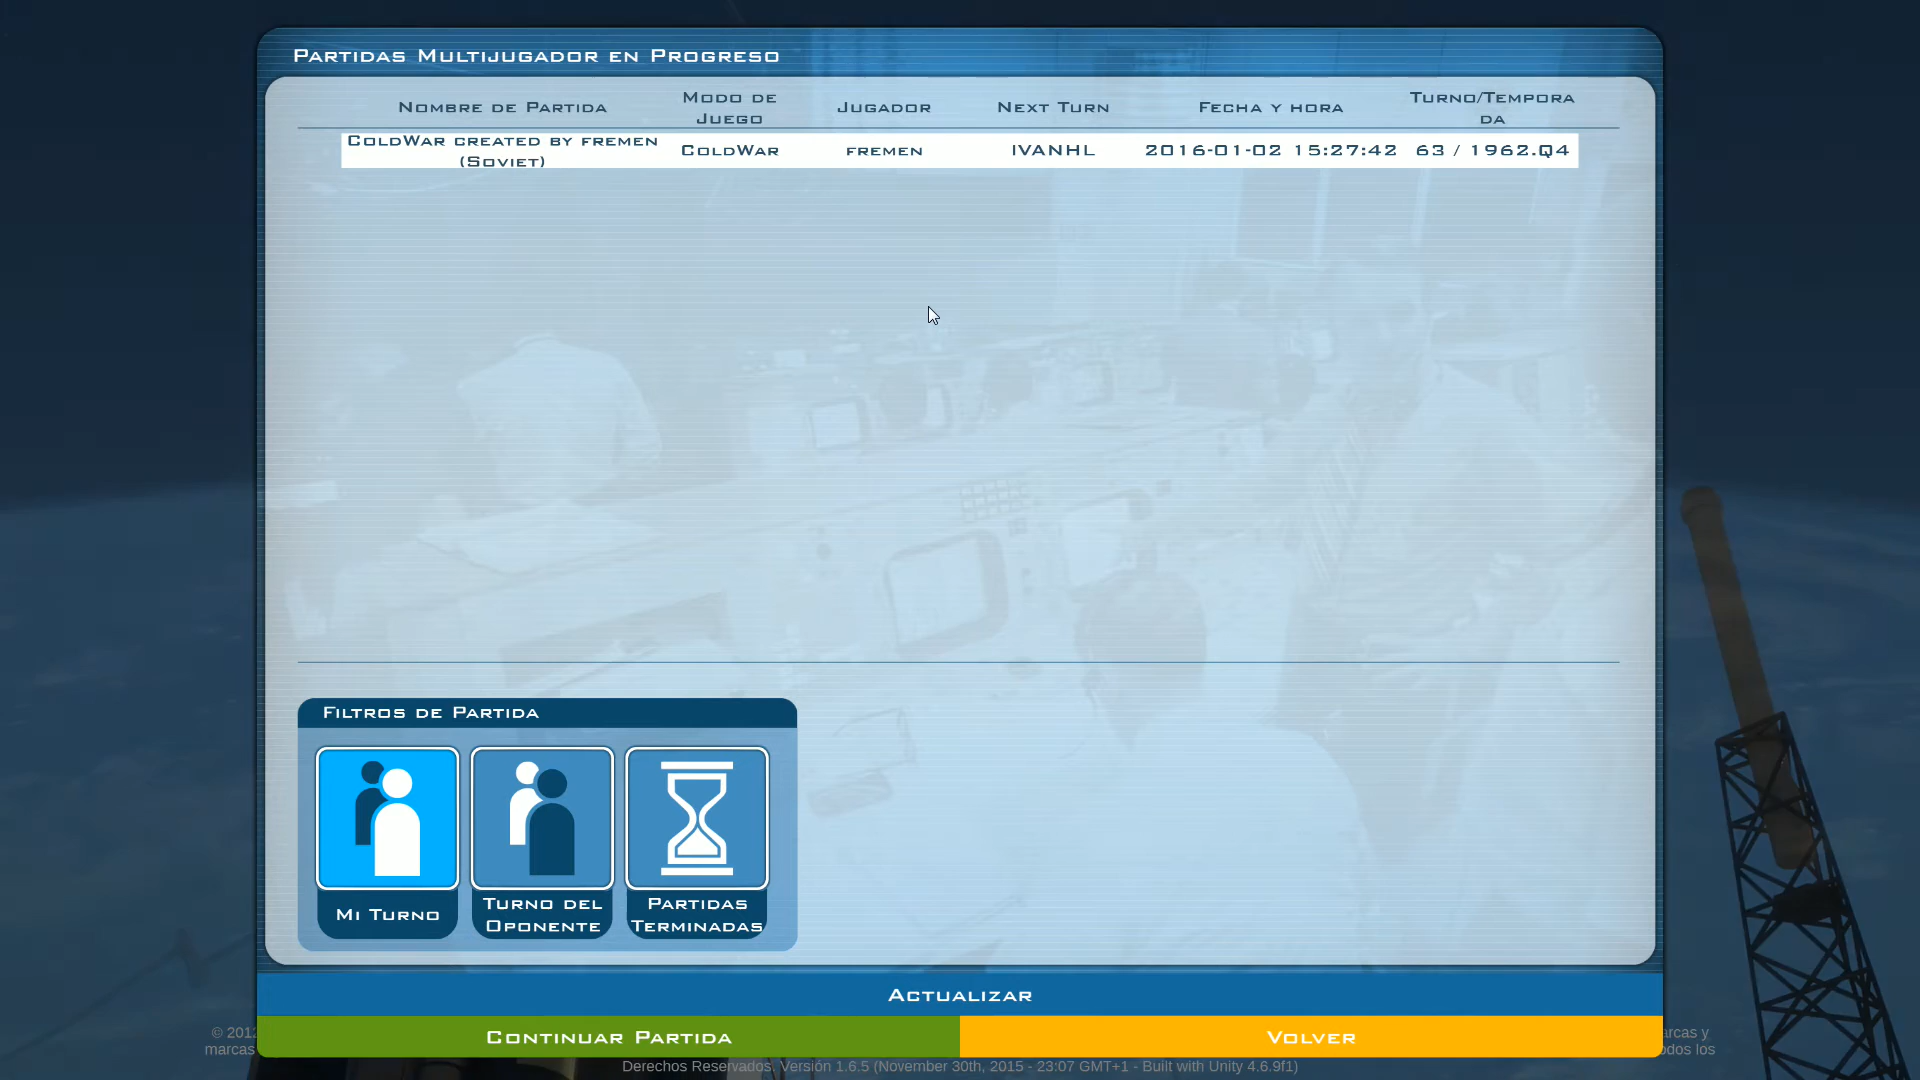 Partidas Multijugador en Progreso
Nombre de Partida
Modo de
Juego
Jugador
Next Turn
Fecha y hora
Turno/Tempora
da
ColdWar created by fremen
(Soviet)
ColdWar
fremen
IVANHL
2016-01-02 15:27:42
63 / 1962.Q4
Filtros de Partida
Mi Turno
Turno del
Oponente
Partidas
Terminadas
Actualizar
Continuar Partida
Volver
© 2012
marcas
y
odos los
Derechos Reservados. Versión 1.6.5 (November 30th, 2015 - 23:07 GMT+1 - Built with Unity 4.6.9f1)